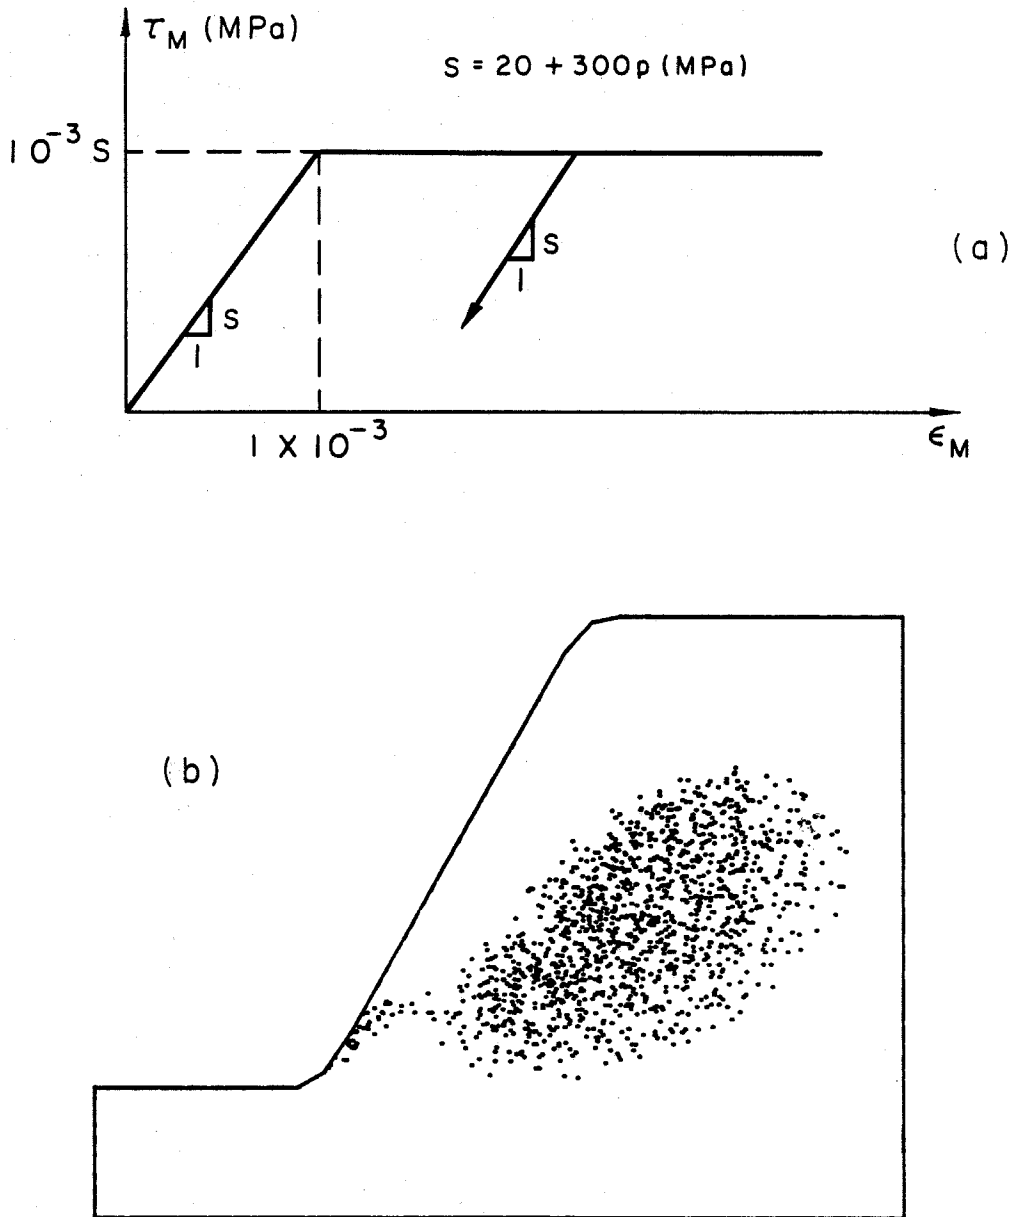 τM (MPa)
S = 20 + 300p (MPa)
10⁻³ S
(a)
S
1
S
1
1 X 10⁻³
ϵM
(b)